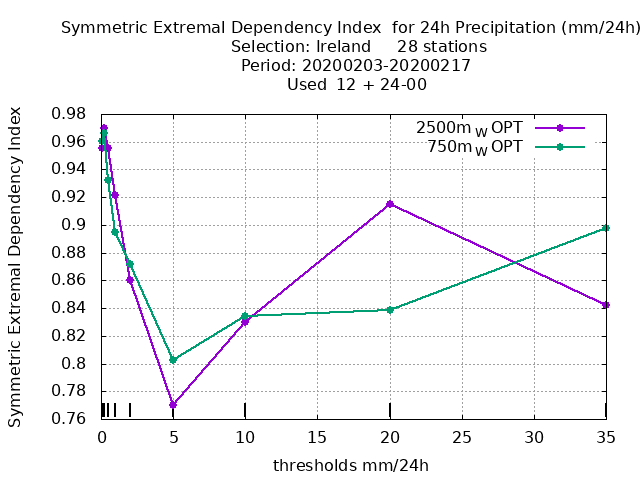 Symmetric Extremal Dependency Index  for 24h Precipitation (mm/24h)
Selection: Ireland     28 stations
Period: 20200203-20200217
Used  12 + 24-00
Symmetric Extremal Dependency Index
0.98
0.96
0.94
0.92
0.9
0.88
0.86
0.84
0.82
0.8
0.78
0.76
2500m W OPT
750m W OPT
0 5 10 15 20 25 30 35
thresholds mm/24h